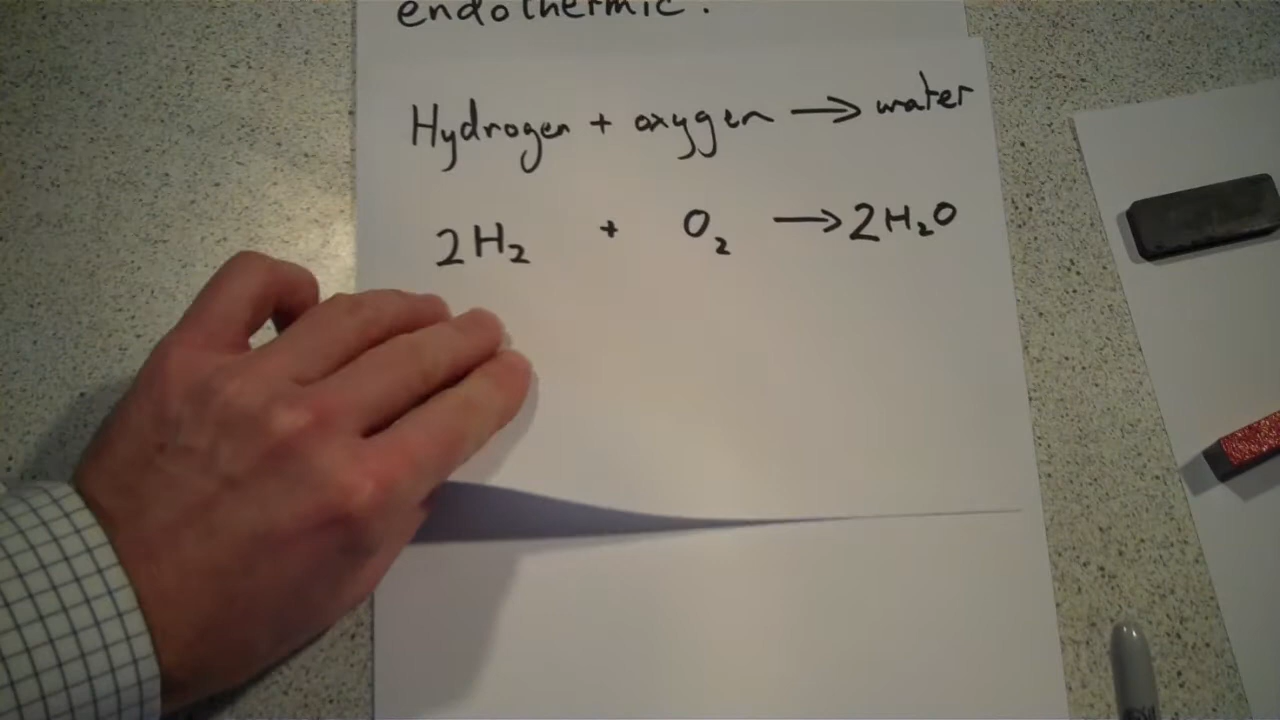 endothermic.
Hydrogen + oxygen → water
2H₂ + O₂ → 2H₂O